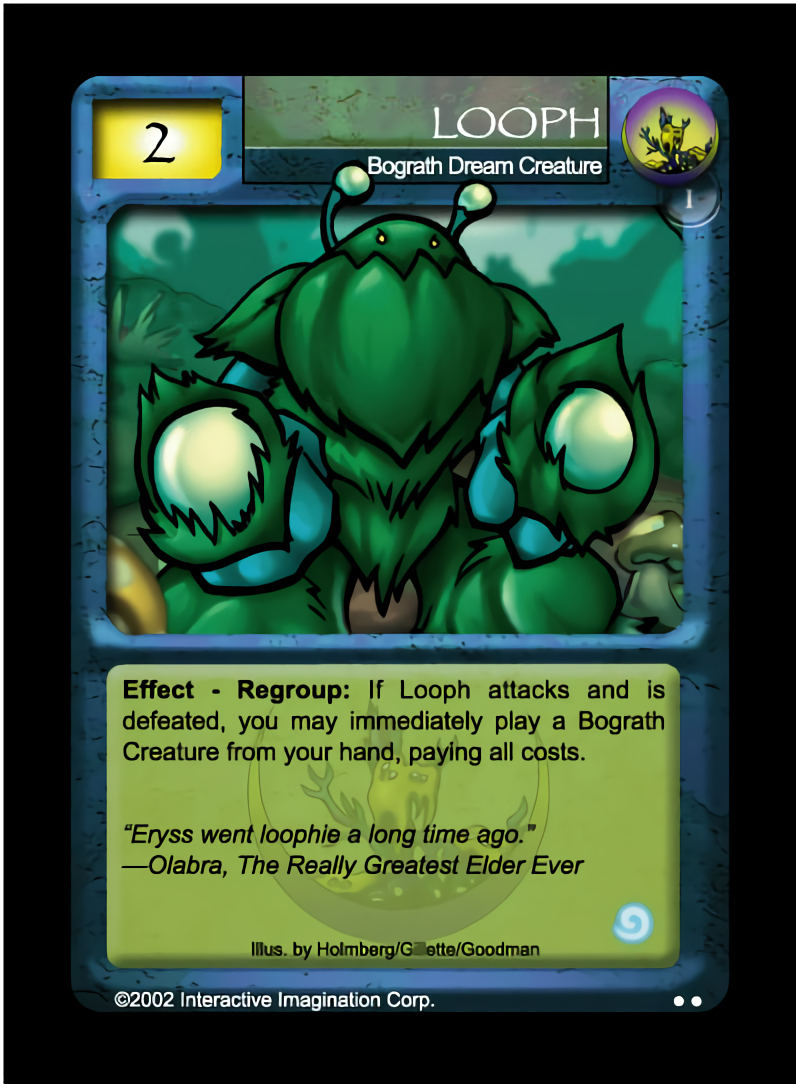 2
LOOPH
Bograth Dream Creature
1
Effect - Regroup: If Looph attacks and is
defeated, you may immediately play a Bograth
Creature from your hand, paying all costs.
“Eryss went loophie a long time ago.”
—Olabra, The Really Greatest Elder Ever
Illus. by Holmberg/ /Goodman
©2002 Interactive Imagination Corp.